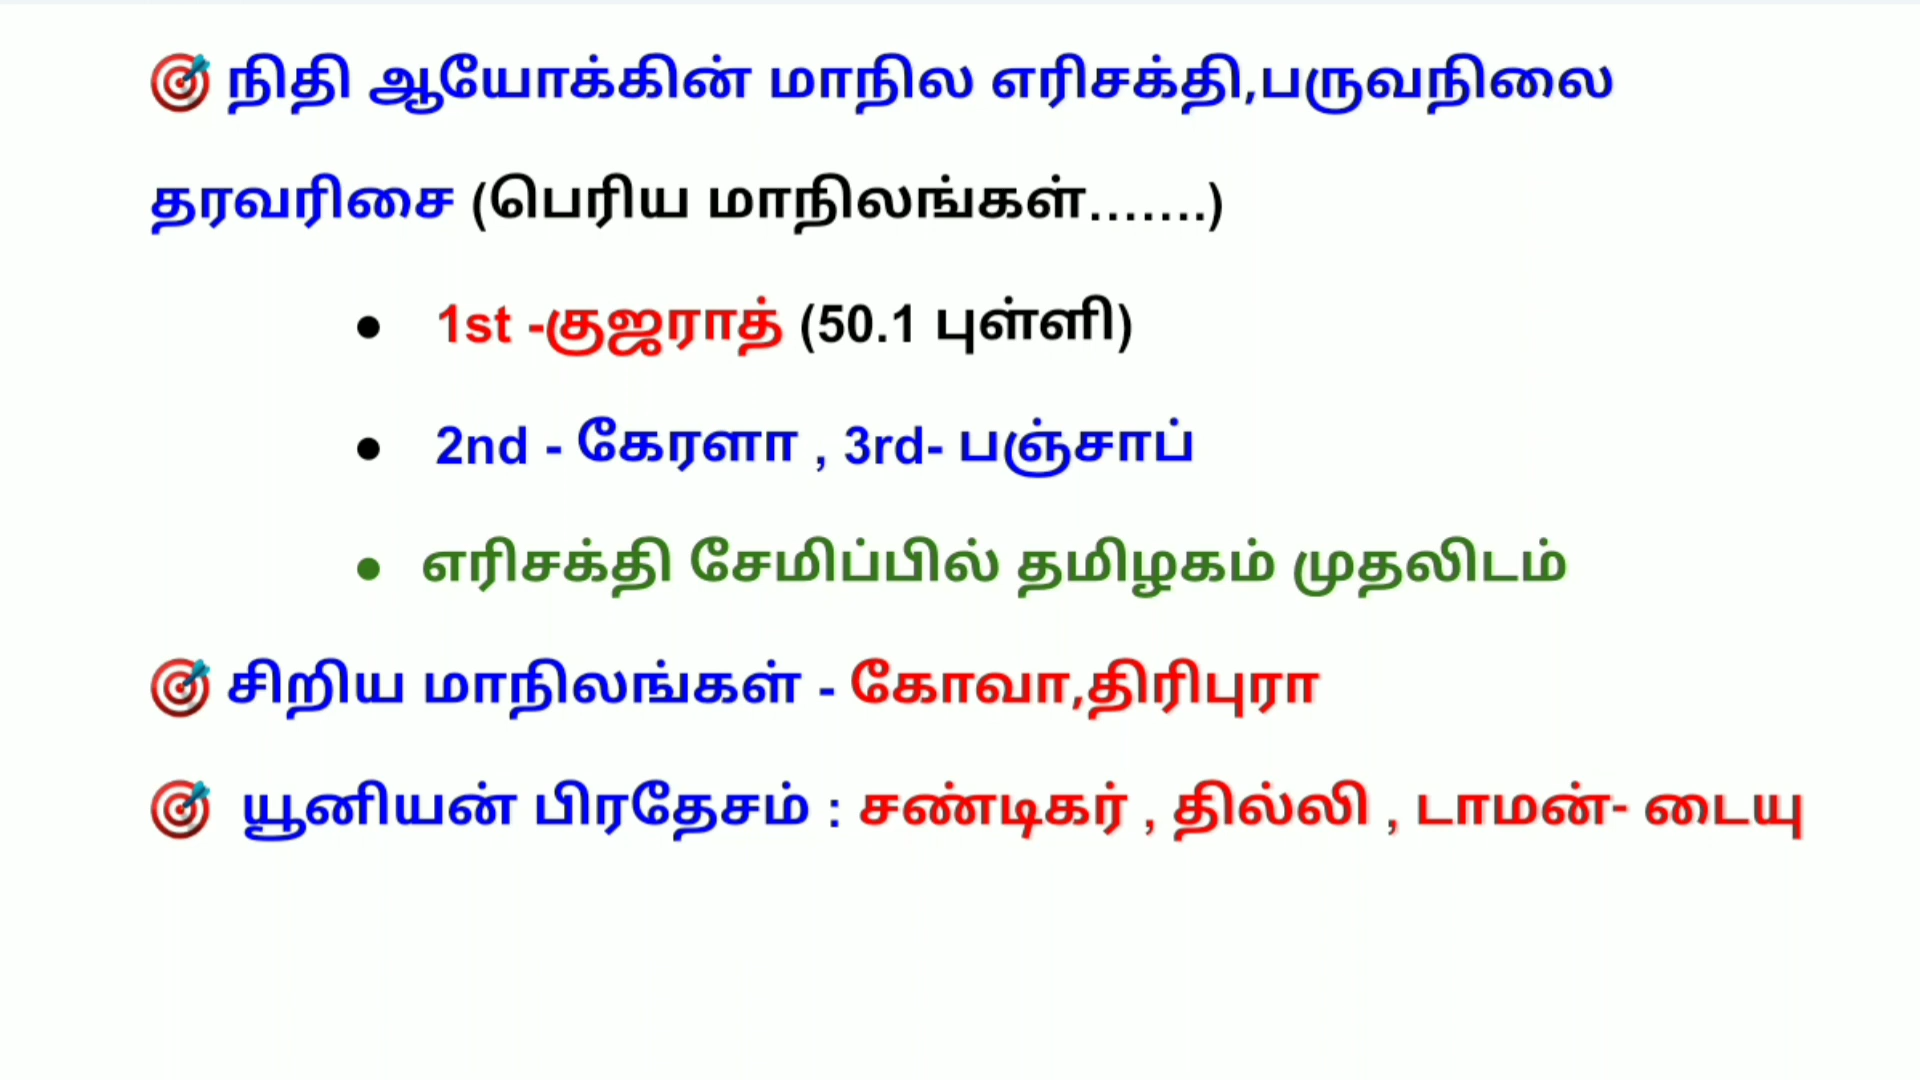 🎯 நிதி ஆயோக்கின் மாநில எரிசக்தி,பருவநிலை
தரவரிசை (பெரிய மாநிலங்கள்.......)
● 1st -குஜராத் (50.1 புள்ளி)
● 2nd - கேரளா , 3rd- பஞ்சாப்
● எரிசக்தி சேமிப்பில் தமிழகம் முதலிடம்
🎯 சிறிய மாநிலங்கள் - கோவா,திரிபுரா
🎯 யூனியன் பிரதேசம் : சண்டிகர் , தில்லி , டாமன்- டையு